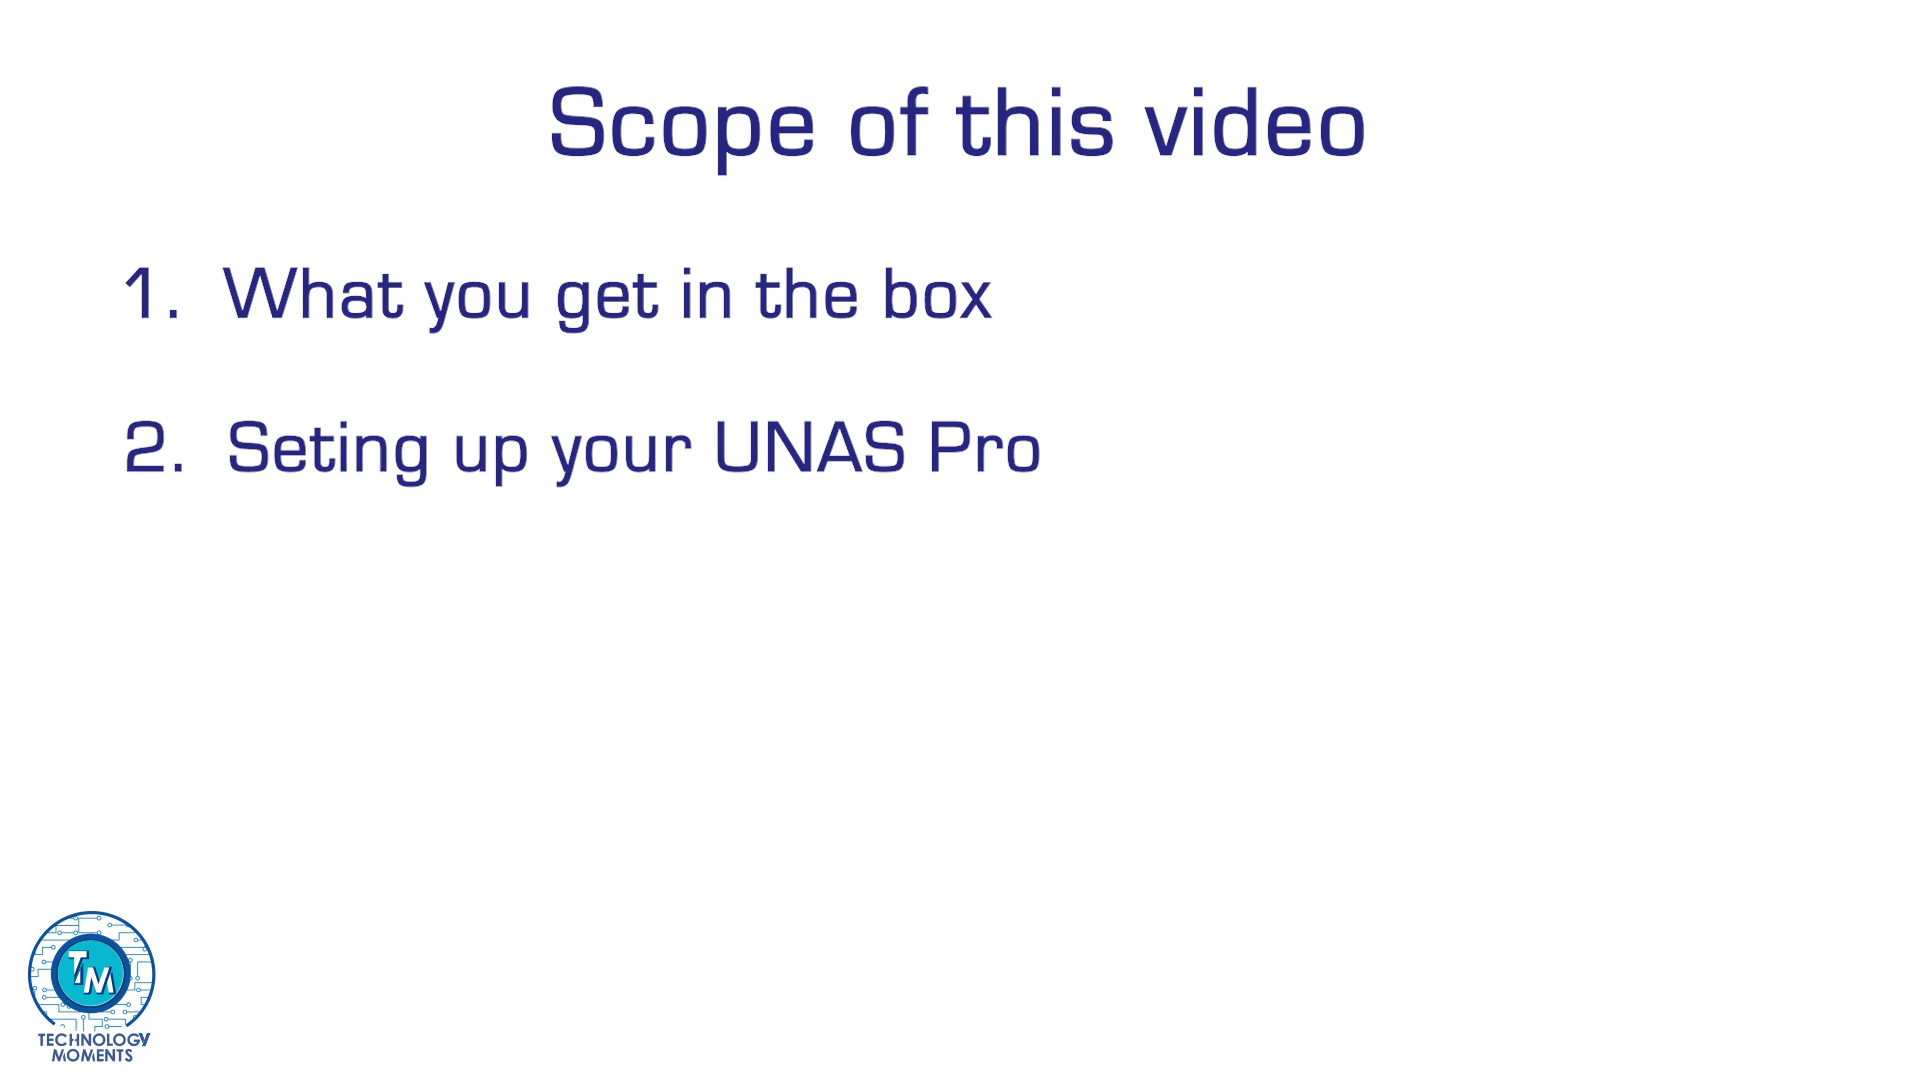 Scope of this video
1. What you get in the box
2. Seting up your UNAS Pro
TM
TECHNOLOGY
MOMENTS